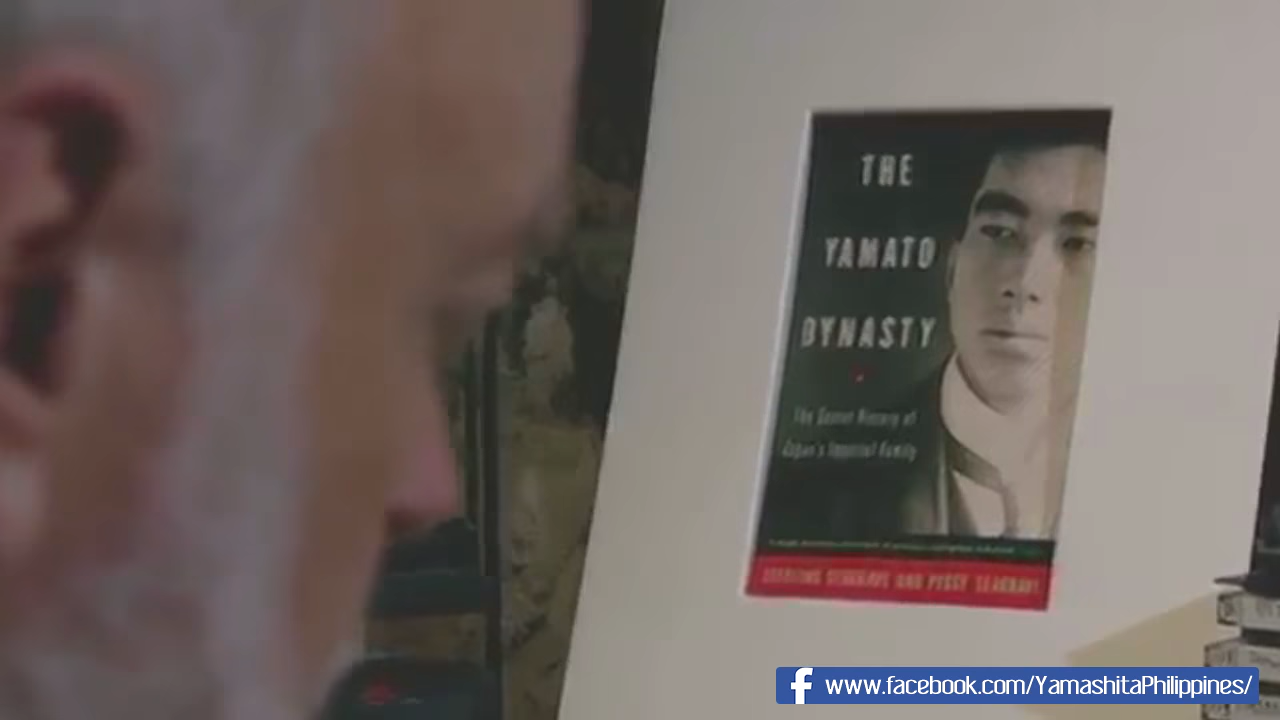 THE
YAMATO
DYNASTY
The Secret History of
Japan's Imperial Family
STERLING SEAGRAVE AND PEGGY SEAGRAVE
www.facebook.com/YamashitaPhilippines/